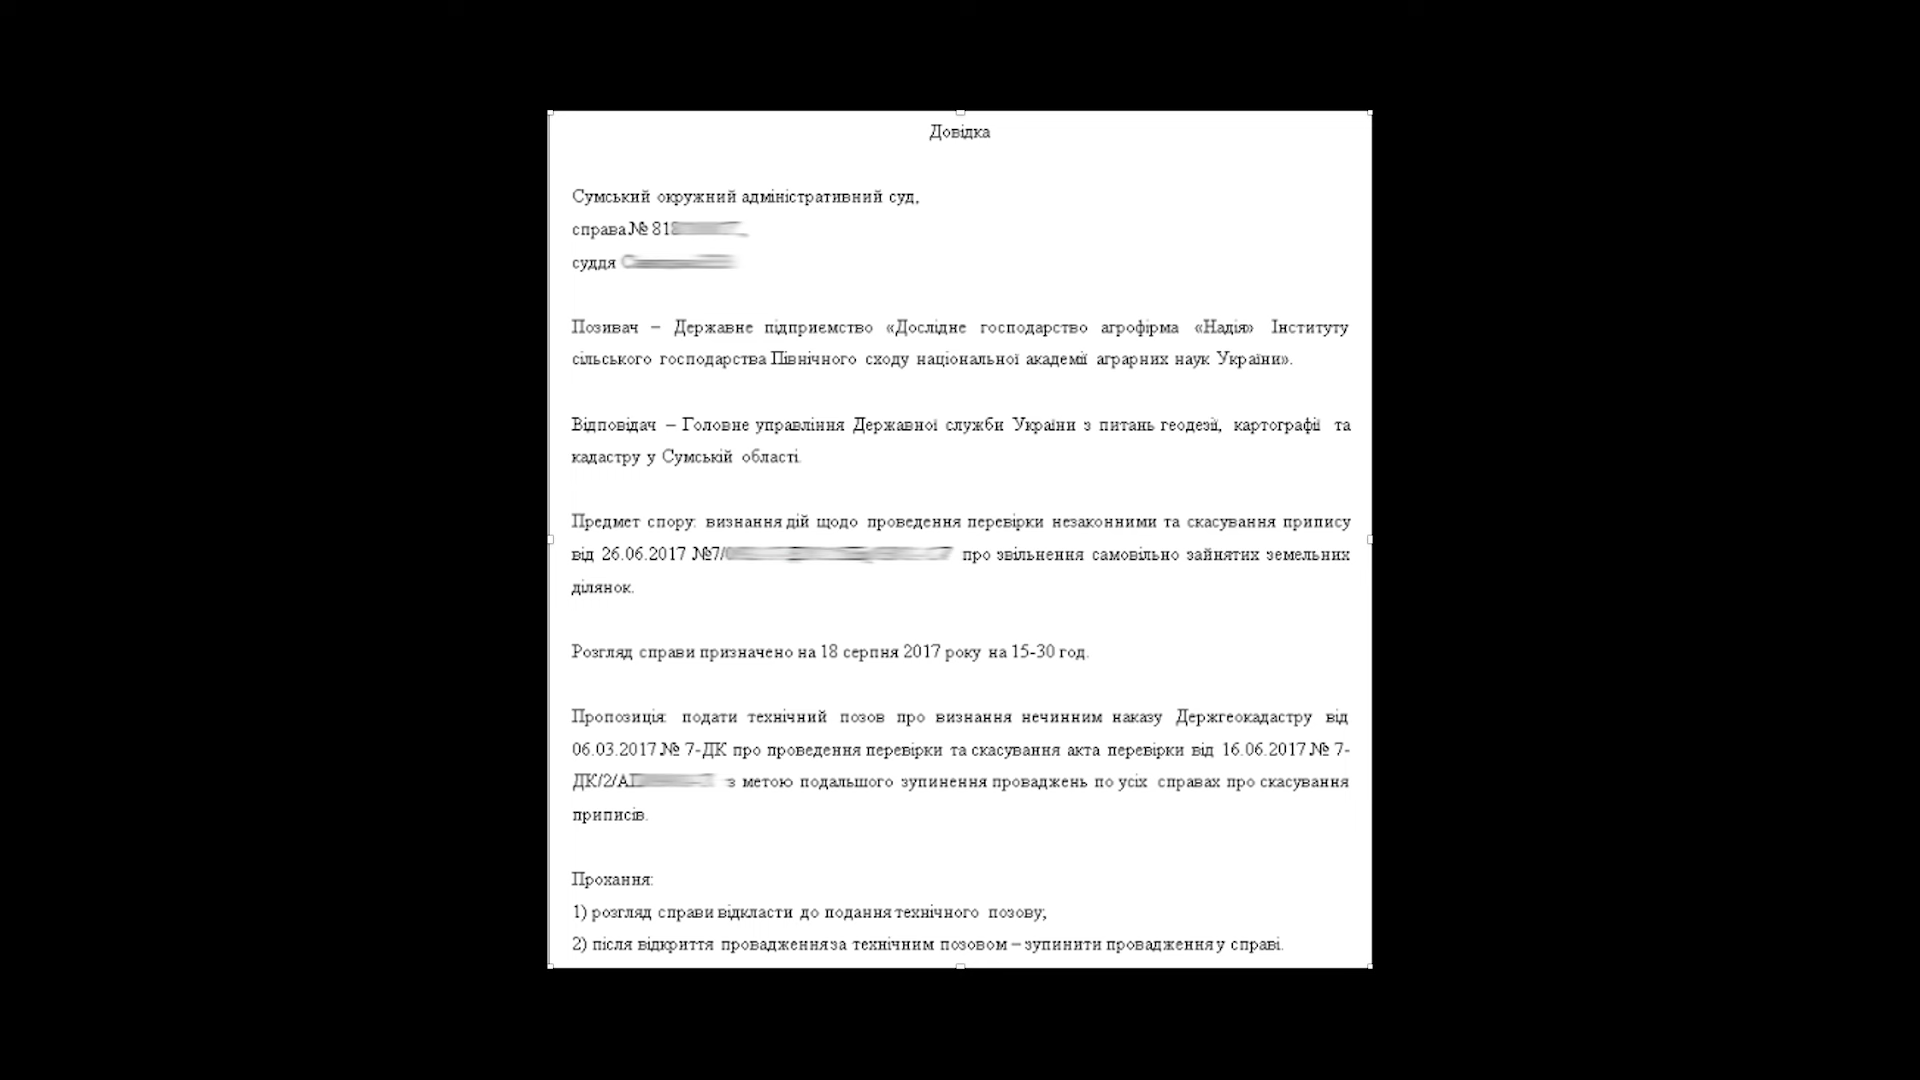 Довідка
Сумський окружний адміністративний суд,
справа № 818
суддя
Позивач – Державне підприємство «Дослідне господарство агрофірма «Надія» Інституту
сільського господарства Північного сходу національної академії аграрних наук України».
Відповідач – Головне управління Державної служби України з питань геодезії, картографії та
кадастру у Сумській області.
Предмет спору: визнання дій щодо проведення перевірки незаконними та скасування припису
від 26.06.2017 №7/ про звільнення самовільно зайнятих земельних
ділянок.
Розгляд справи призначено на 18 серпня 2017 року на 15-30 год.
Пропозиція: подати технічний позов про визнання нечинним наказу Держгеокадастру від
06.03.2017 № 7-ДК про проведення перевірки та скасування акта перевірки від 16.06.2017 № 7-
ДК/2/АП з метою подальшого зупинення проваджень по усіх справах про скасування
приписів.
Прохання:
1) розгляд справи відкласти до подання технічного позову;
2) після відкриття провадження за технічним позовом – зупинити провадження у справі.